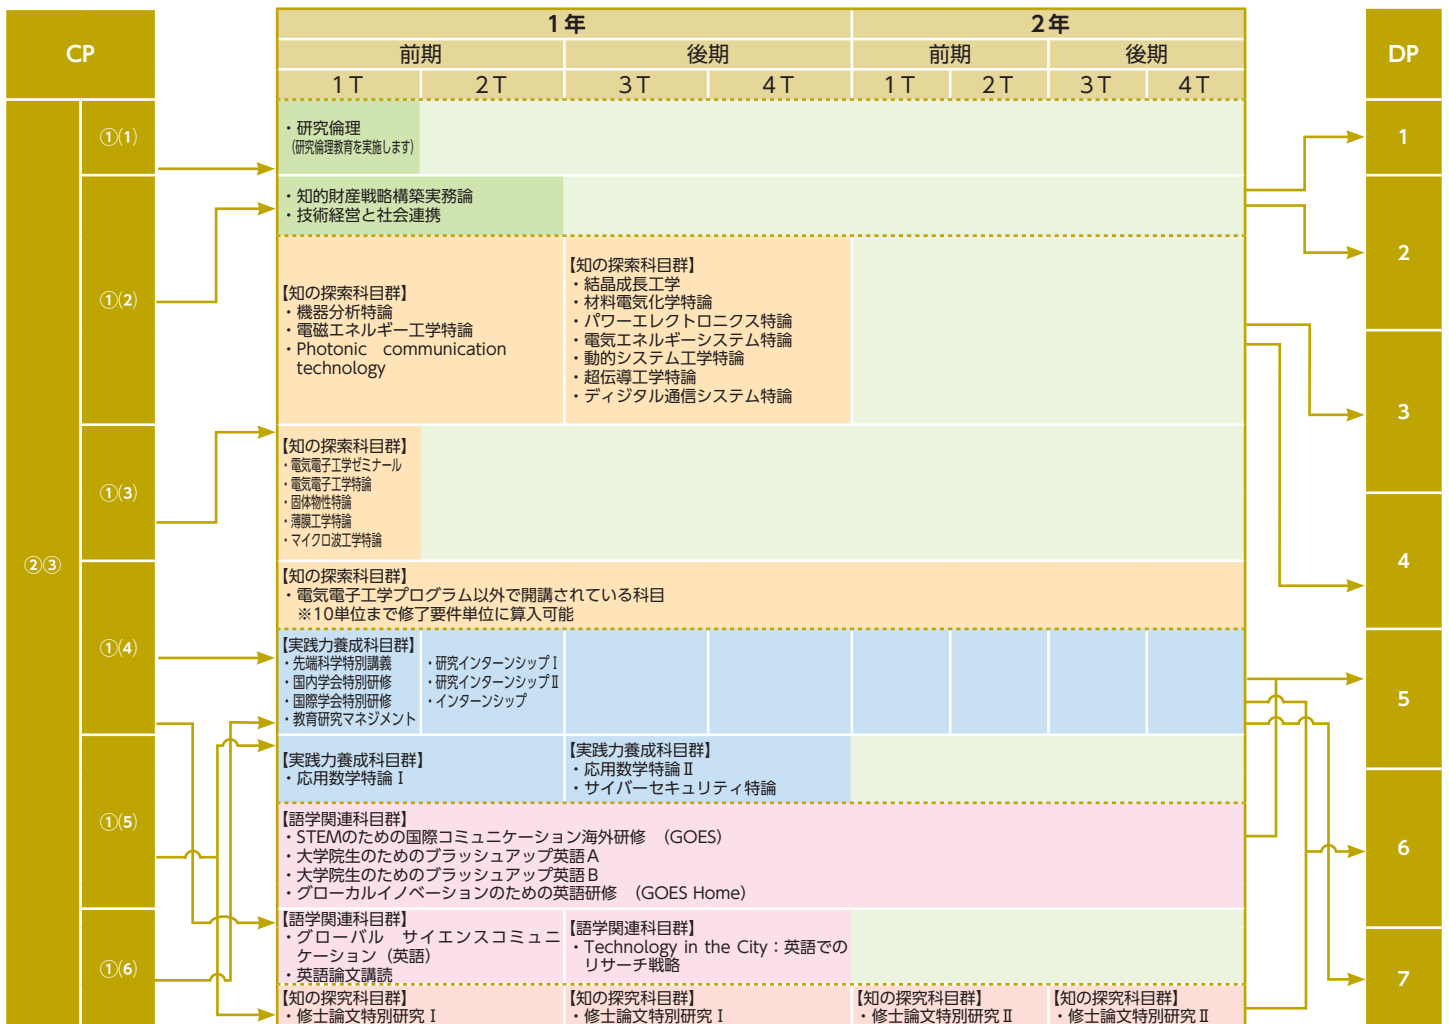 CP
1年
2年
DP
前期
後期
前期
後期
1T
2T
3T
4T
1T
2T
3T
4T
②③
①(1)
①(2)
①(3)
①(4)
①(5)
①(6)
・研究倫理
(研究倫理教育を実施します)
・知的財産戦略構築実務論
・技術経営と社会連携
【知の探索科目群】
・機器分析特論
・電磁エネルギー工学特論
・Photonic communication
technology
【知の探索科目群】
・結晶成長工学
・材料電気化学特論
・パワーエレクトロニクス特論
・電気エネルギーシステム特論
・動的システム工学特論
・超伝導工学特論
・ディジタル通信システム特論
【知の探索科目群】
・電気電子工学ゼミナール
・電気電子工学特論
・固体物性特論
・薄膜工学特論
・マイクロ波工学特論
【知の探索科目群】
・電気電子工学プログラム以外で開講されている科目
※10単位まで修了要件単位に算入可能
【実践力養成科目群】
・先端科学特別講義
・国内学会特別研修
・国際学会特別研修
・教育研究マネジメント
・研究インターンシップⅠ
・研究インターンシップⅡ
・インターンシップ
【実践力養成科目群】
・応用数学特論Ⅰ
【実践力養成科目群】
・応用数学特論Ⅱ
・サイバーセキュリティ特論
【語学関連科目群】
・STEMのための国際コミュニケーション海外研修 (GOES)
・大学院生のためのブラッシュアップ英語A
・大学院生のためのブラッシュアップ英語B
・グローカルイノベーションのための英語研修 (GOES Home)
【語学関連科目群】
・グローバル サイエンスコミュニ
ケーション（英語）
・英語論文講読
【語学関連科目群】
・Technology in the City：英語での
リサーチ戦略
【知の探究科目群】
・修士論文特別研究Ⅰ
【知の探究科目群】
・修士論文特別研究Ⅰ
【知の探究科目群】
・修士論文特別研究Ⅱ
【知の探究科目群】
・修士論文特別研究Ⅱ
1
2
3
4
5
6
7